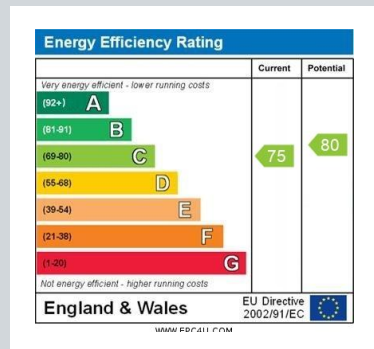 Energy Efficiency Rating
Current Potential
Very energy efficient - lower running costs
(92+) A
(81-91) B
(69-80) C
(55-68) D
(39-54) E
(21-38) F
(1-20) G
75
80
Not energy efficient - higher running costs
England & Wales
EU Directive
2002/91/EC
WWW.EPC4U.COM